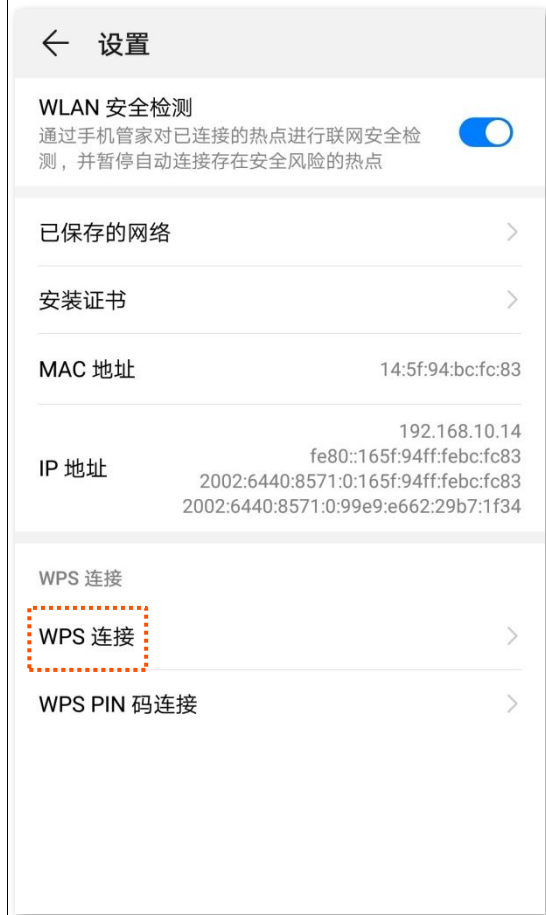 设置
WLAN 安全检测
通过手机管家对已连接的热点进行联网安全检
测，并暂停自动连接存在安全风险的热点
已保存的网络
安装证书
MAC 地址
14:5f:94:bc:fc:83
IP 地址
192.168.10.14
fe80::165f:94ff:febc:fc83
2002:6440:8571:0:165f:94ff:febc:fc83
2002:6440:8571:0:99e9:e662:29b7:1f34
WPS 连接
WPS 连接
WPS PIN 码连接